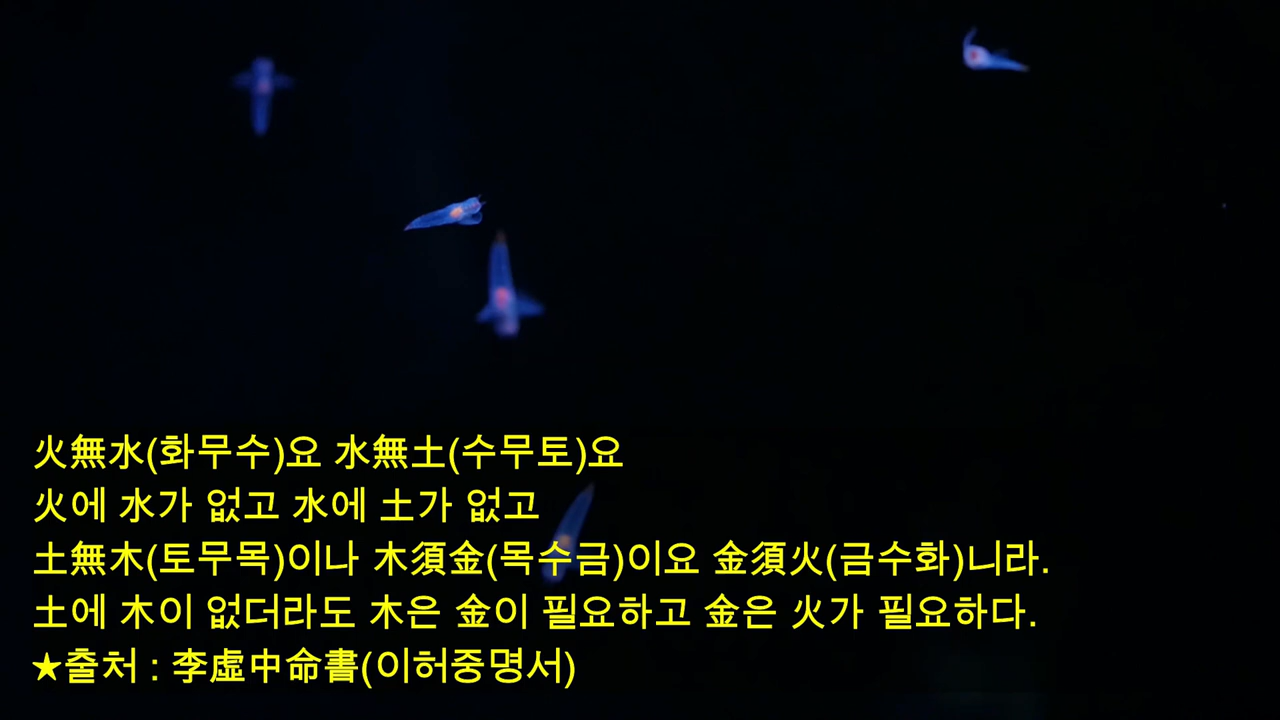 火無水(화무수)요 水無土(수무토)요
火에 水가 없고 水에 土가 없고
土無木(토무목)이나 木須金(목수금)이요 金須火(금수화)니라.
土에 木이 없더라도 木은 金이 필요하고 金은 火가 필요하다.
★출처 : 李虛中命書(이허중명서)